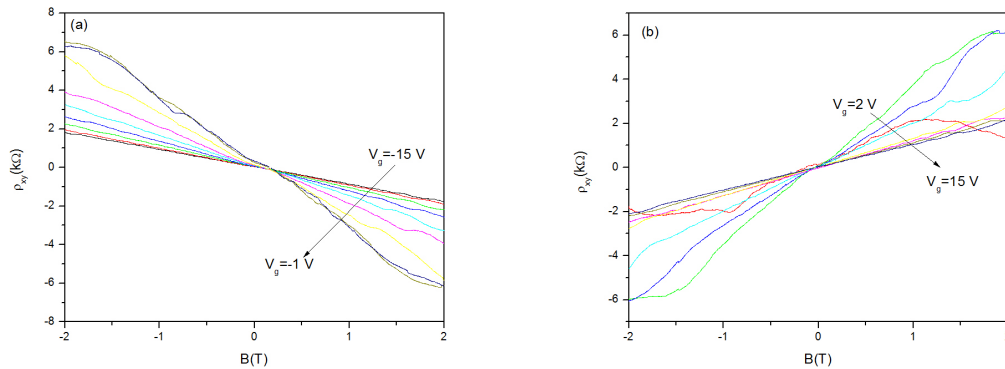 (a)
8
6
4
2
0
-2
-4
-6
-8
ρxy(kΩ)
Vg=-15 V
Vg=-1 V
-2 -1 0 1 2
B(T)
(b)
6
4
2
0
-2
-4
-6
ρxy(kΩ)
Vg=2 V
Vg=15 V
-2 -1 0 1
B(T)